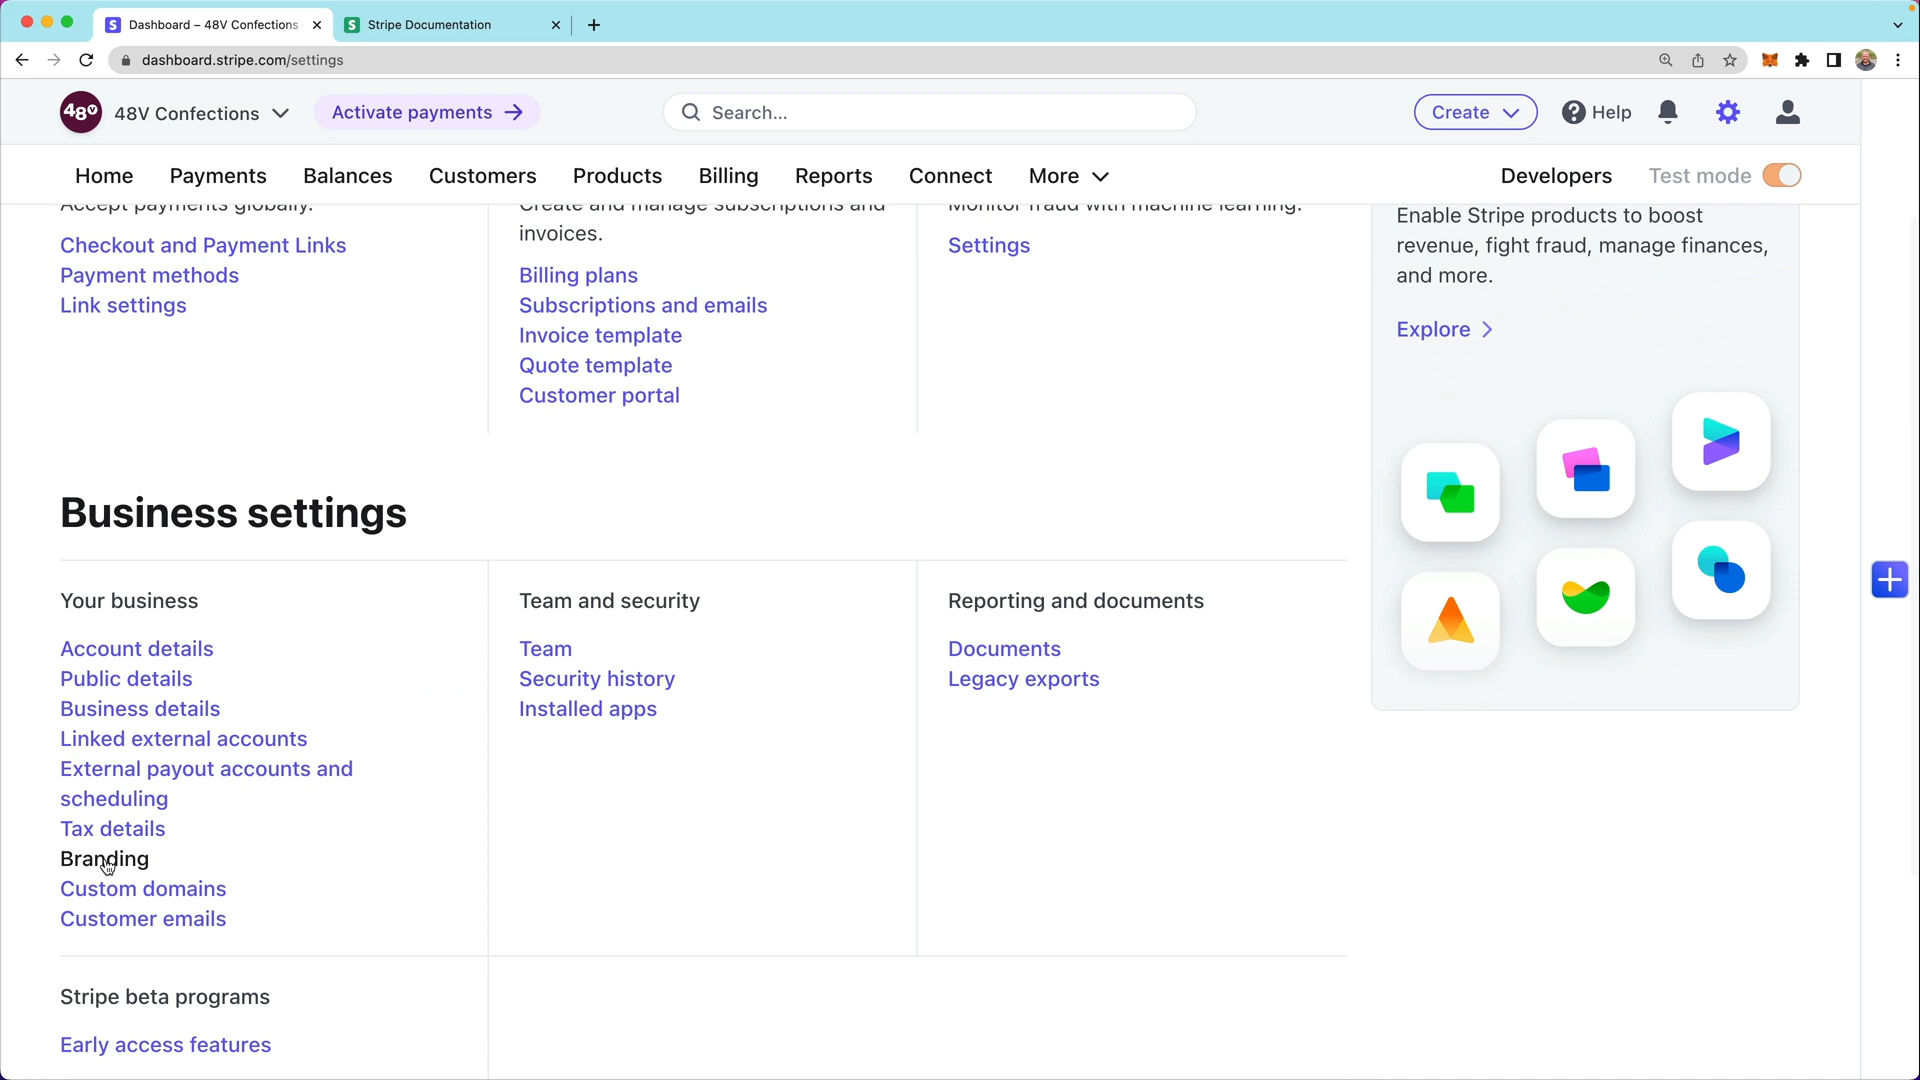 Dashboard – 48V Confections
Stripe Documentation
dashboard.stripe.com/settings
48V
48V Confections
Activate payments
Search...
Create
Help
Home
Payments
Balances
Customers
Products
Billing
Reports
Connect
More
Developers
Test mode
Accept payments globally.
Checkout and Payment Links
Payment methods
Link settings
Create and manage subscriptions and
invoices.
Billing plans
Subscriptions and emails
Invoice template
Quote template
Customer portal
Monitor fraud with machine learning.
Settings
Enable Stripe products to boost
revenue, fight fraud, manage finances,
and more.
Explore
Business settings
Your business
Account details
Public details
Business details
Linked external accounts
External payout accounts and
scheduling
Tax details
Branding
Custom domains
Customer emails
Team and security
Team
Security history
Installed apps
Reporting and documents
Documents
Legacy exports
Stripe beta programs
Early access features